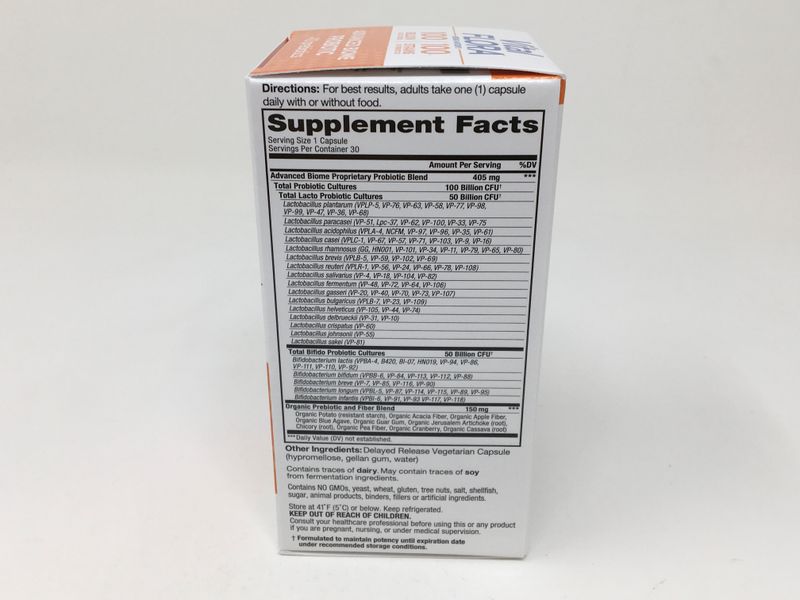 Vital
FLORA
100 100
ADVANCED BIOME
PROBIOTIC
Directions: For best results, adults take one (1) capsule
daily with or without food.
Supplement Facts
Serving Size 1 Capsule
Servings Per Container 30
Amount Per Serving %DV
Advanced Biome Proprietary Probiotic Blend 405 mg ***
Total Probiotic Cultures 100 Billion CFU†
Total Lacto Probiotic Cultures 50 Billion CFU†
Lactobacillus plantarum (VPLP-5, VP-76, VP-63, VP-58, VP-77, VP-98,
VP-99, VP-47, VP-36, VP-68)
Lactobacillus paracasei (VP-51, Lpc-37, VP-62, VP-100, VP-33, VP-75
Lactobacillus acidophilus (VPLA-4, NCFM, VP-97, VP-96, VP-35, VP-61)
Lactobacillus casei (VPLC-1, VP-67, VP-57, VP-71, VP-103, VP-9, VP-16)
Lactobacillus rhamnosus (GG, HN001, VP-101, VP-34, VP-11, VP-79, VP-65, VP-80)
Lactobacillus brevis (VPLB-5, VP-59, VP-102, VP-69)
Lactobacillus reuteri (VPLR-1, VP-56, VP-24, VP-66, VP-78, VP-108)
Lactobacillus salivarius (VP-4, VP-18, VP-104, VP-82)
Lactobacillus fermentum (VP-48, VP-72, VP-64, VP-106)
Lactobacillus gasseri (VP-20, VP-40, VP-70, VP-73, VP-107)
Lactobacillus bulgaricus (VPLB-7, VP-23, VP-109)
Lactobacillus helveticus (VP-105, VP-44, VP-74)
Lactobacillus delbrueckii (VP-31, VP-10)
Lactobacillus crispatus (VP-60)
Lactobacillus johnsonii (VP-55)
Lactobacillus sakei (VP-81)
Total Bifido Probiotic Cultures 50 Billion CFU†
Bifidobacterium lactis (VPBA-4, B420, BI-07, HN019, VP-94, VP-86,
VP-111, VP-110, VP-92)
Bifidobacterium bifidum (VPBB-6, VP-84, VP-113, VP-112, VP-88)
Bifidobacterium breve (VP-7, VP-85, VP-116, VP-90)
Bifidobacterium longum (VPBL-5, VP-87, VP-114, VP-115, VP-89, VP-95)
Bifidobacterium infantis (VPBI-6, VP-91, VP-93 VP-117, VP-118)
Organic Prebiotic and Fiber Blend 150 mg ***
Organic Potato (resistant starch), Organic Acacia Fiber, Organic Apple Fiber,
Organic Blue Agave, Organic Guar Gum, Organic Jerusalem Artichoke (root),
Chicory (root), Organic Pea Fiber, Organic Cranberry, Organic Cassava (root)
***Daily Value (DV) not established.
Other Ingredients: Delayed Release Vegetarian Capsule
(hypromellose, gellan gum, water)
Contains traces of dairy. May contain traces of soy
from fermentation ingredients.
Contains NO GMOs, yeast, wheat, gluten, tree nuts, salt, shellfish,
sugar, animal products, binders, fillers or artificial ingredients.
Store at 41°F (5°C) or below. Keep refrigerated.
KEEP OUT OF REACH OF CHILDREN.
Consult your healthcare professional before using this or any product
if you are pregnant, nursing, or under medical supervision.
† Formulated to maintain potency until expiration date
under recommended storage conditions.